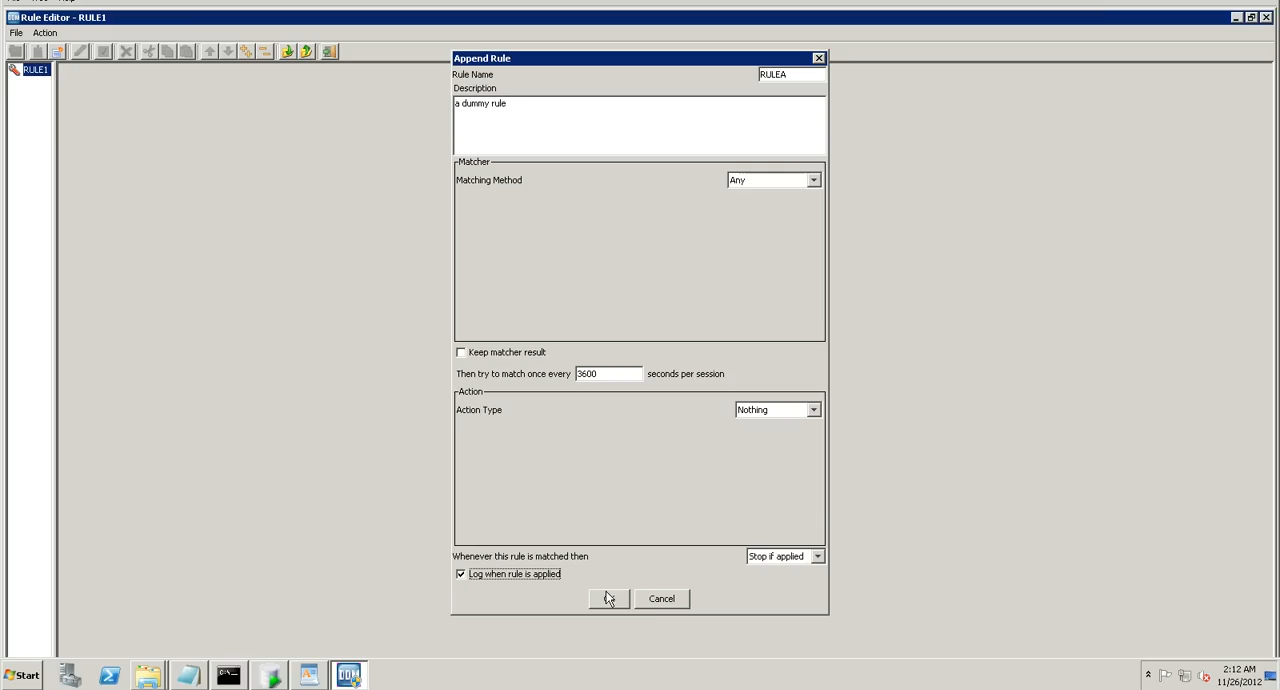 Rule Editor - RULE1
File Action
RULE1
Append Rule
Rule Name RULEA
Description
a dummy rule
Matcher
Matching Method Any
Keep matcher result
Then try to match once every 3600 seconds per session
Action
Action Type Nothing
Whenever this rule is matched then Stop if applied
Log when rule is applied
Cancel
Start
2:12 AM
11/26/2012